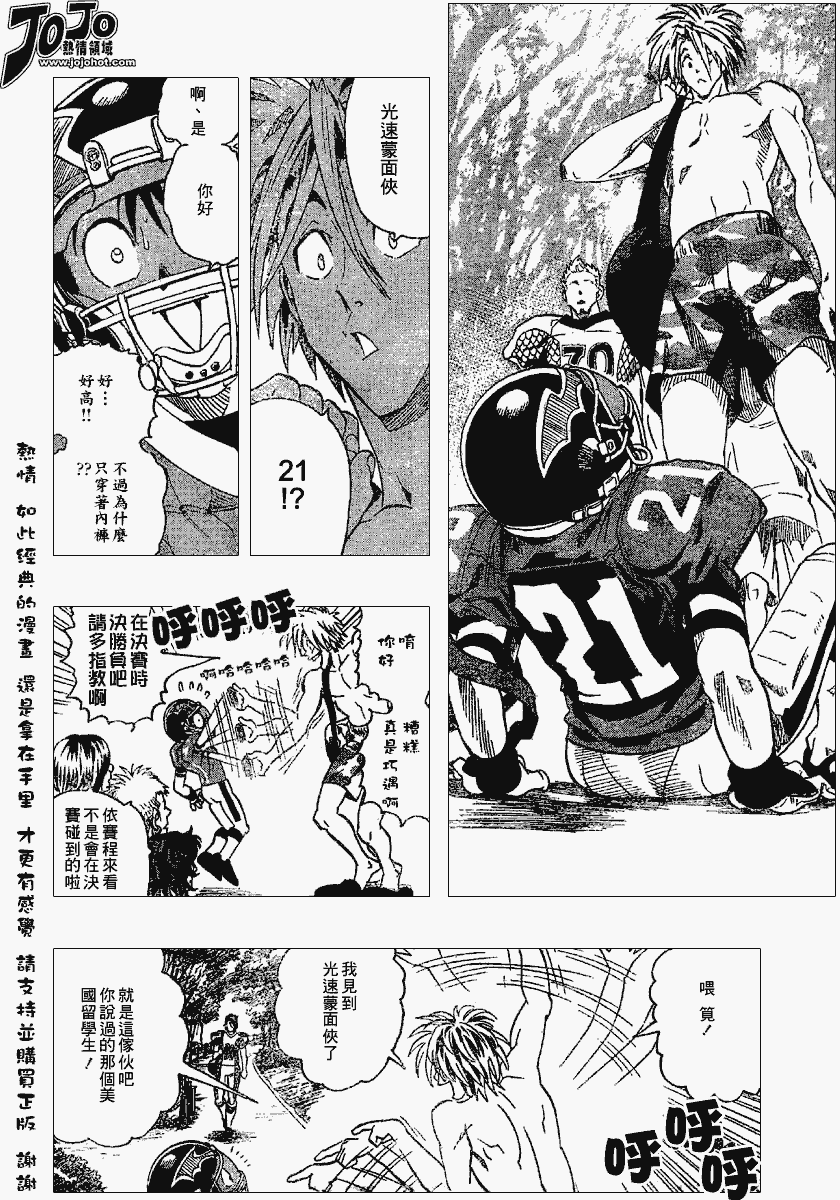 JOJO
熱情領域
www.jojohot.com
70
21
21
光速蒙面俠
21
!?
啊、是
你好
好…
好高!!
不過為什麼
只穿著內褲
??
呼呼呼
唷
你好
糟糕
真是巧遇啊
啊哈哈哈哈
在決賽時
決勝負吧
請多指教啊
依賽程來看
不是會在決
賽碰到的啦
喂 筧!
我見到
光速蒙面俠了
就是這傢伙吧
你說過的那個美
國留學生!
呼呼呼
熱情 如此經典的漫畫 還是拿在手里 才更有感覺 請支持並購買正版 謝謝